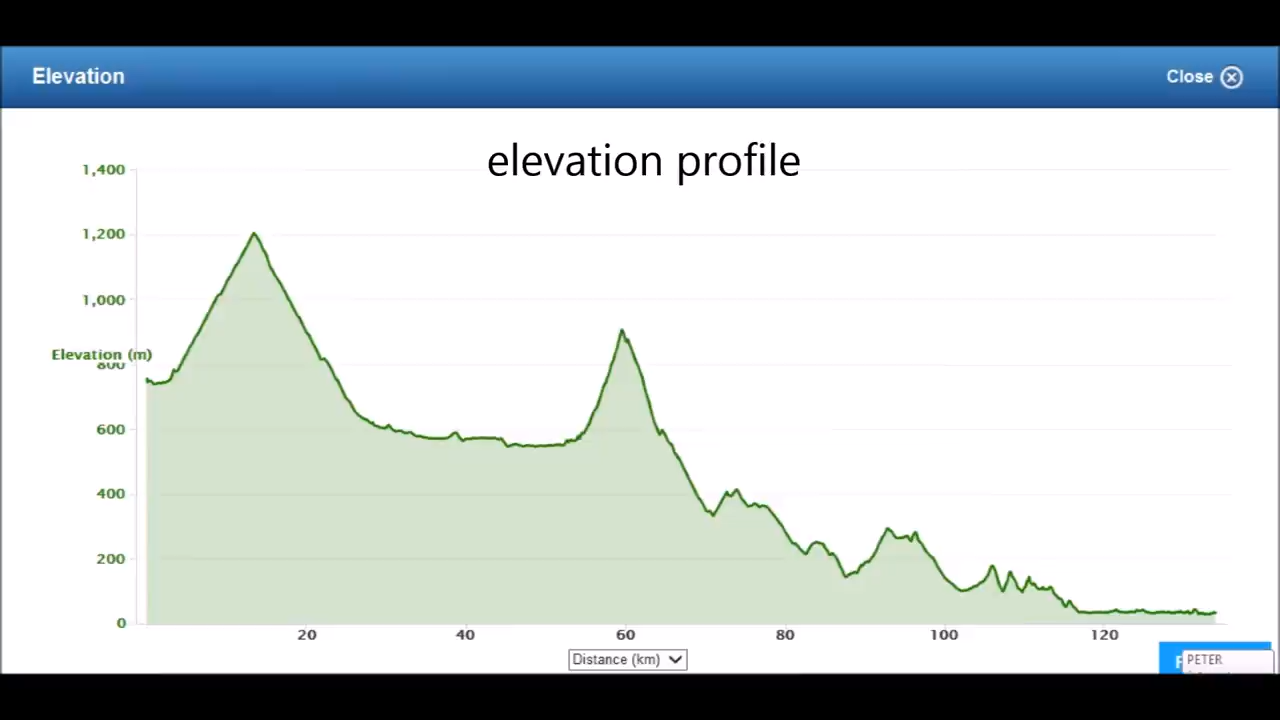 Elevation
Close
elevation profile
1,400
1,200
1,000
Elevation (m)
800
600
400
200
0
20 40 60 80 100 120
Distance (km)
PETER